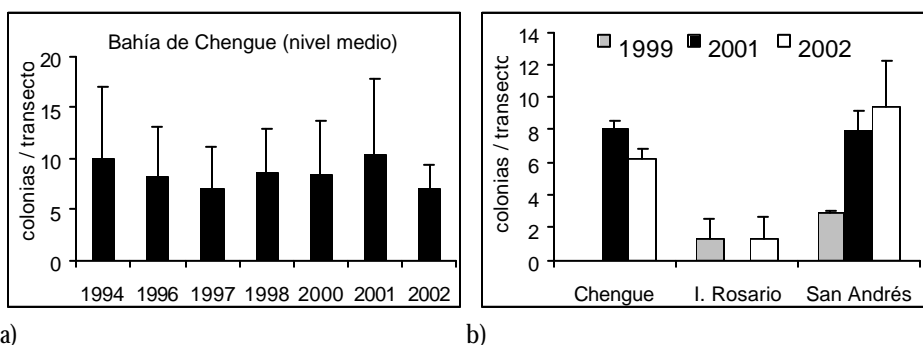 Bahía de Chengue (nivel medio)
colonias / transecto
20
15
10
5
0
1994 1996 1997 1998 2000 2001 2002
a)
1999 2001 2002
colonias / transecto
14
12
10
8
6
4
2
0
Chengue I. Rosario San Andrés
b)